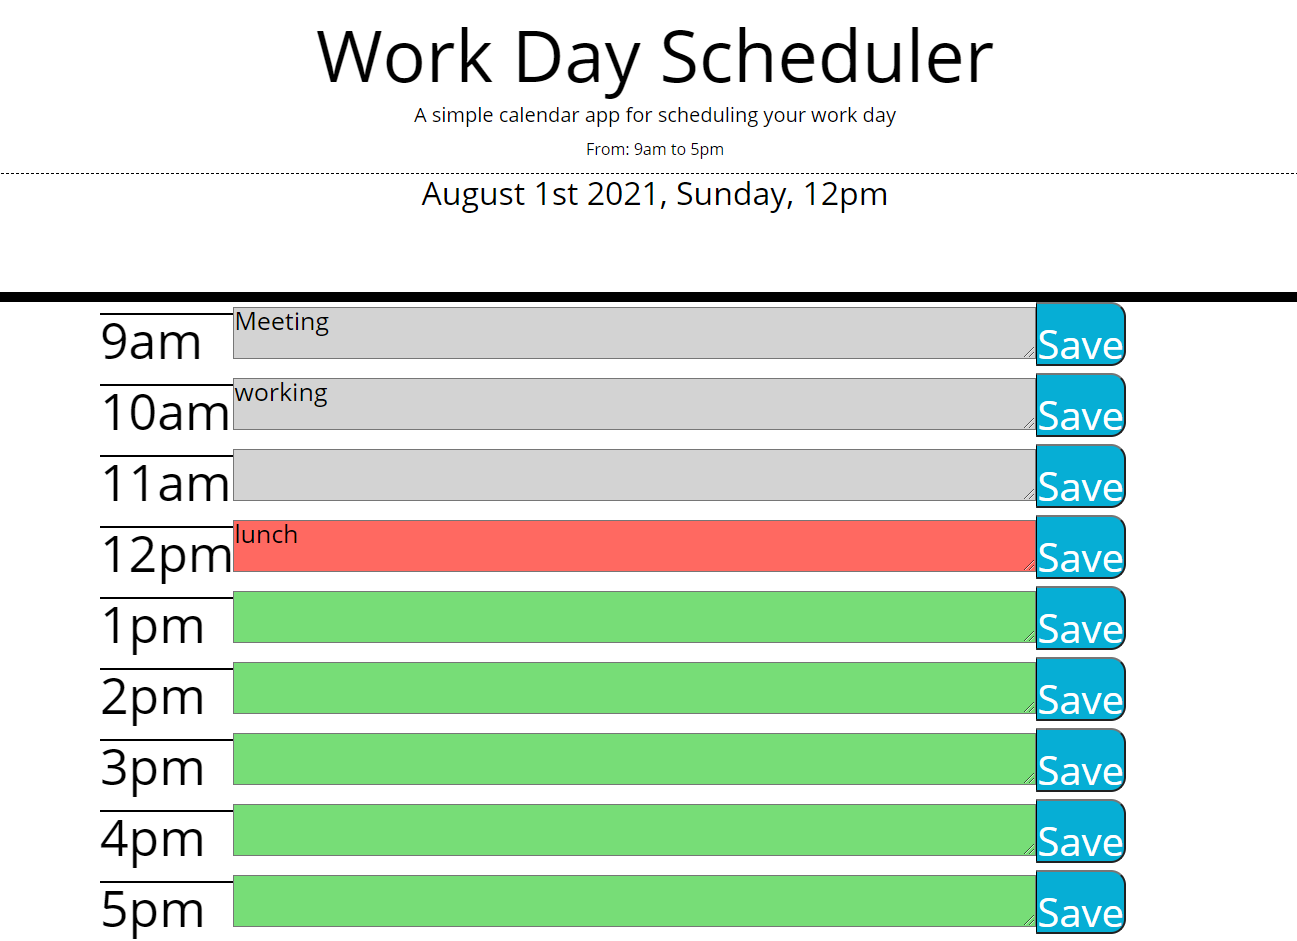 Work Day Scheduler
A simple calendar app for scheduling your work day
From: 9am to 5pm
August 1st 2021, Sunday, 12pm
9am Meeting Save
10am working Save
11am Save
12pm lunch Save
1pm Save
2pm Save
3pm Save
4pm Save
5pm Save